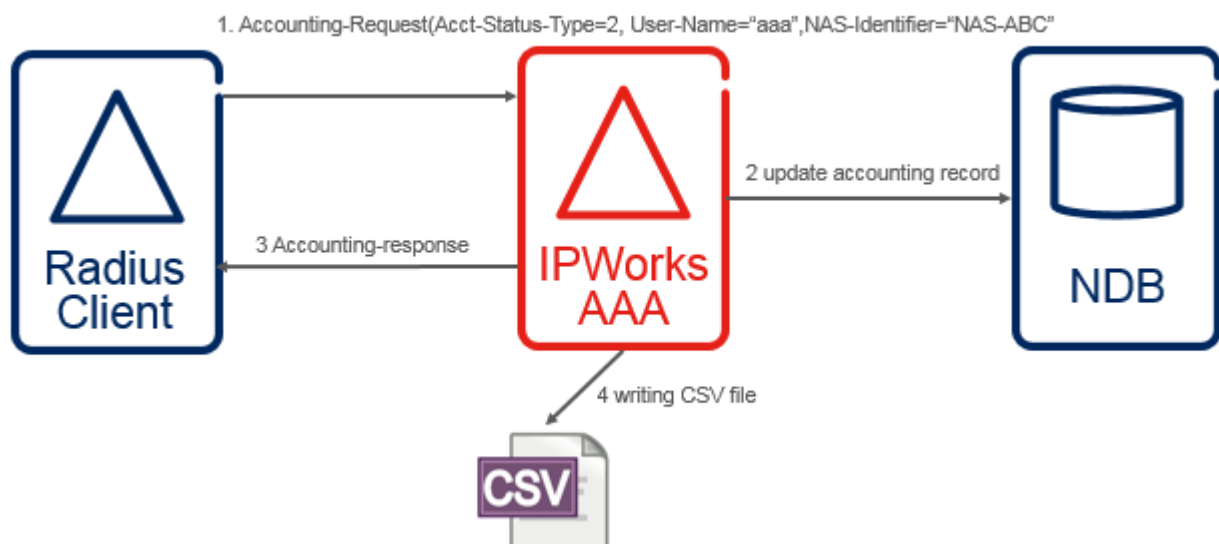 1. Accounting-Request(Acct-Status-Type=2, User-Name=“aaa”,NAS-Identifier=“NAS-ABC”
2 update accounting record
3 Accounting-response
Radius
Client
IPWorks
AAA
NDB
4 writing CSV file
CSV